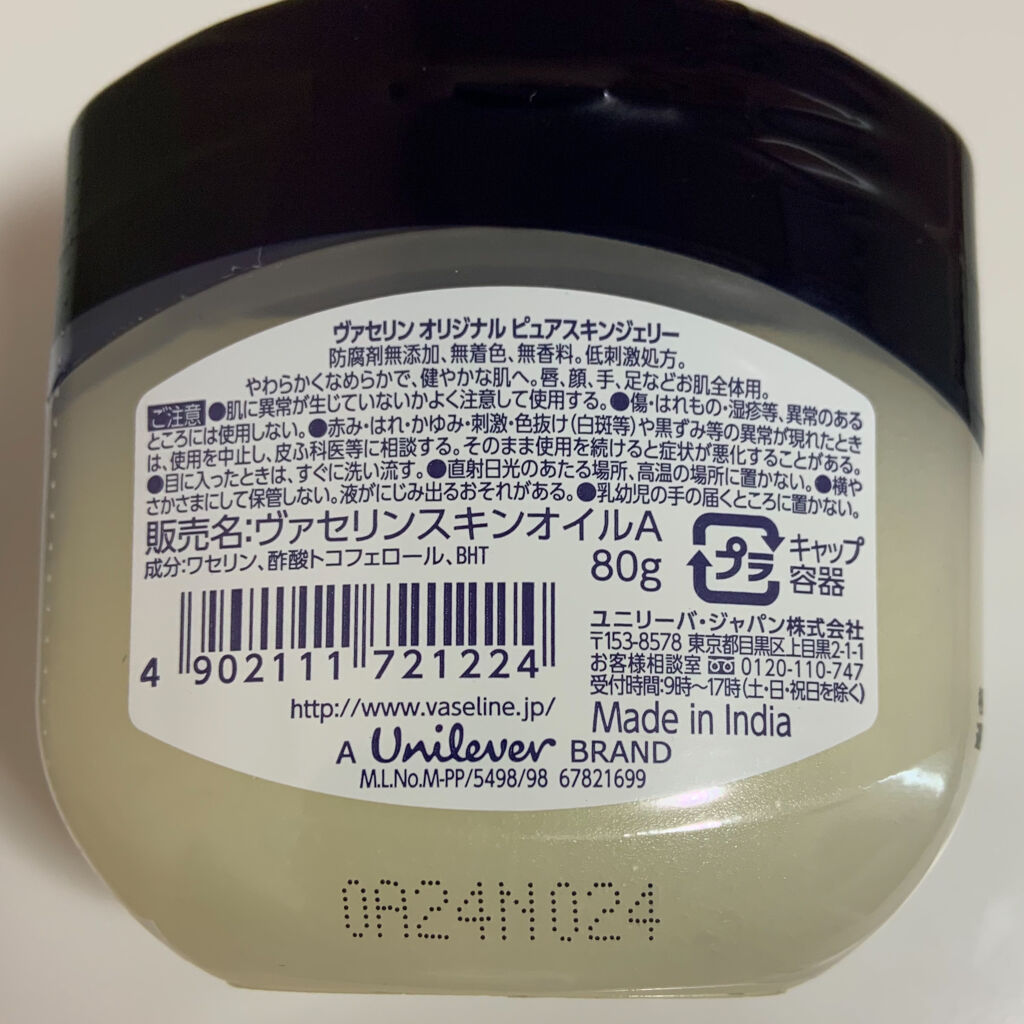 ヴァセリン オリジナル ピュアスキンジェリー
防腐剤無添加、無着色、無香料。低刺激処方。
やわらかくなめらかで、健やかな肌へ。唇、顔、手、足などお肌全体用。
ご注意 ●肌に異常が生じていないかよく注意して使用する。●傷・はれもの・湿疹等、異常のある
ところには使用しない。●赤み・はれ・かゆみ・刺激・色抜け(白斑等)や黒ずみ等の異常が現れたとき
は、使用を中止し、皮ふ科医等に相談する。そのまま使用を続けると症状が悪化することがある。
●目に入ったときは、すぐに洗い流す。●直射日光のあたる場所、高温の場所に置かない。●横や
さかさまにして保管しない。液がにじみ出るおそれがある。●乳幼児の手の届くところに置かない。
販売名:ヴァセリンスキンオイルA
成分:ワセリン、酢酸トコフェロール、BHT
80g
プラ
キャップ
容器
4 902111 721224
ユニリーバ・ジャパン株式会社
〒153-8578 東京都目黒区上目黒2-1-1
お客様相談室 0120-110-747
受付時間:9時〜17時(土・日・祝日を除く)
http://www.vaseline.jp/
Made in India
A Unilever BRAND
M.L.No.M-PP/5498/98 67821699
0A24M024